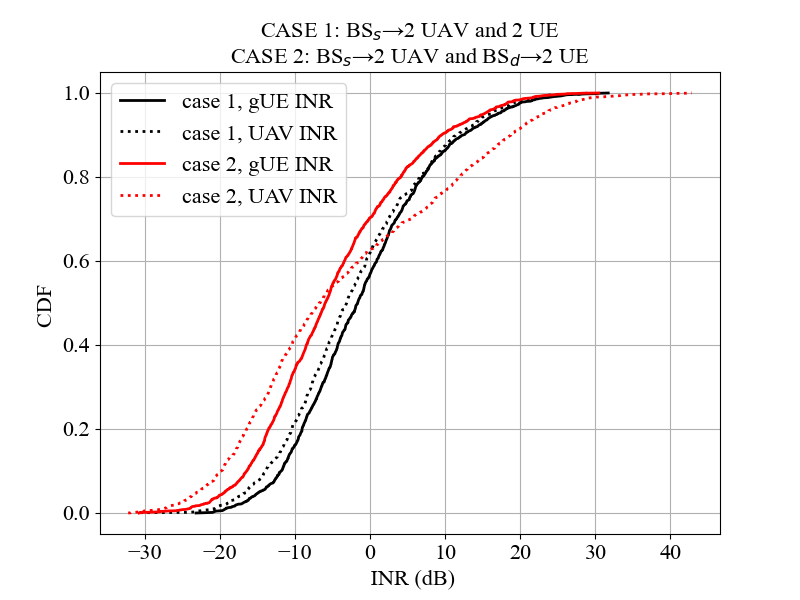 CASE 1: BSₛ→2 UAV and 2 UE
CASE 2: BSₛ→2 UAV and BS_d→2 UE
1.0
0.8
0.6
0.4
0.2
0.0
CDF
case 1, gUE INR
case 1, UAV INR
case 2, gUE INR
case 2, UAV INR
−30 −20 −10 0 10 20 30 40
INR (dB)